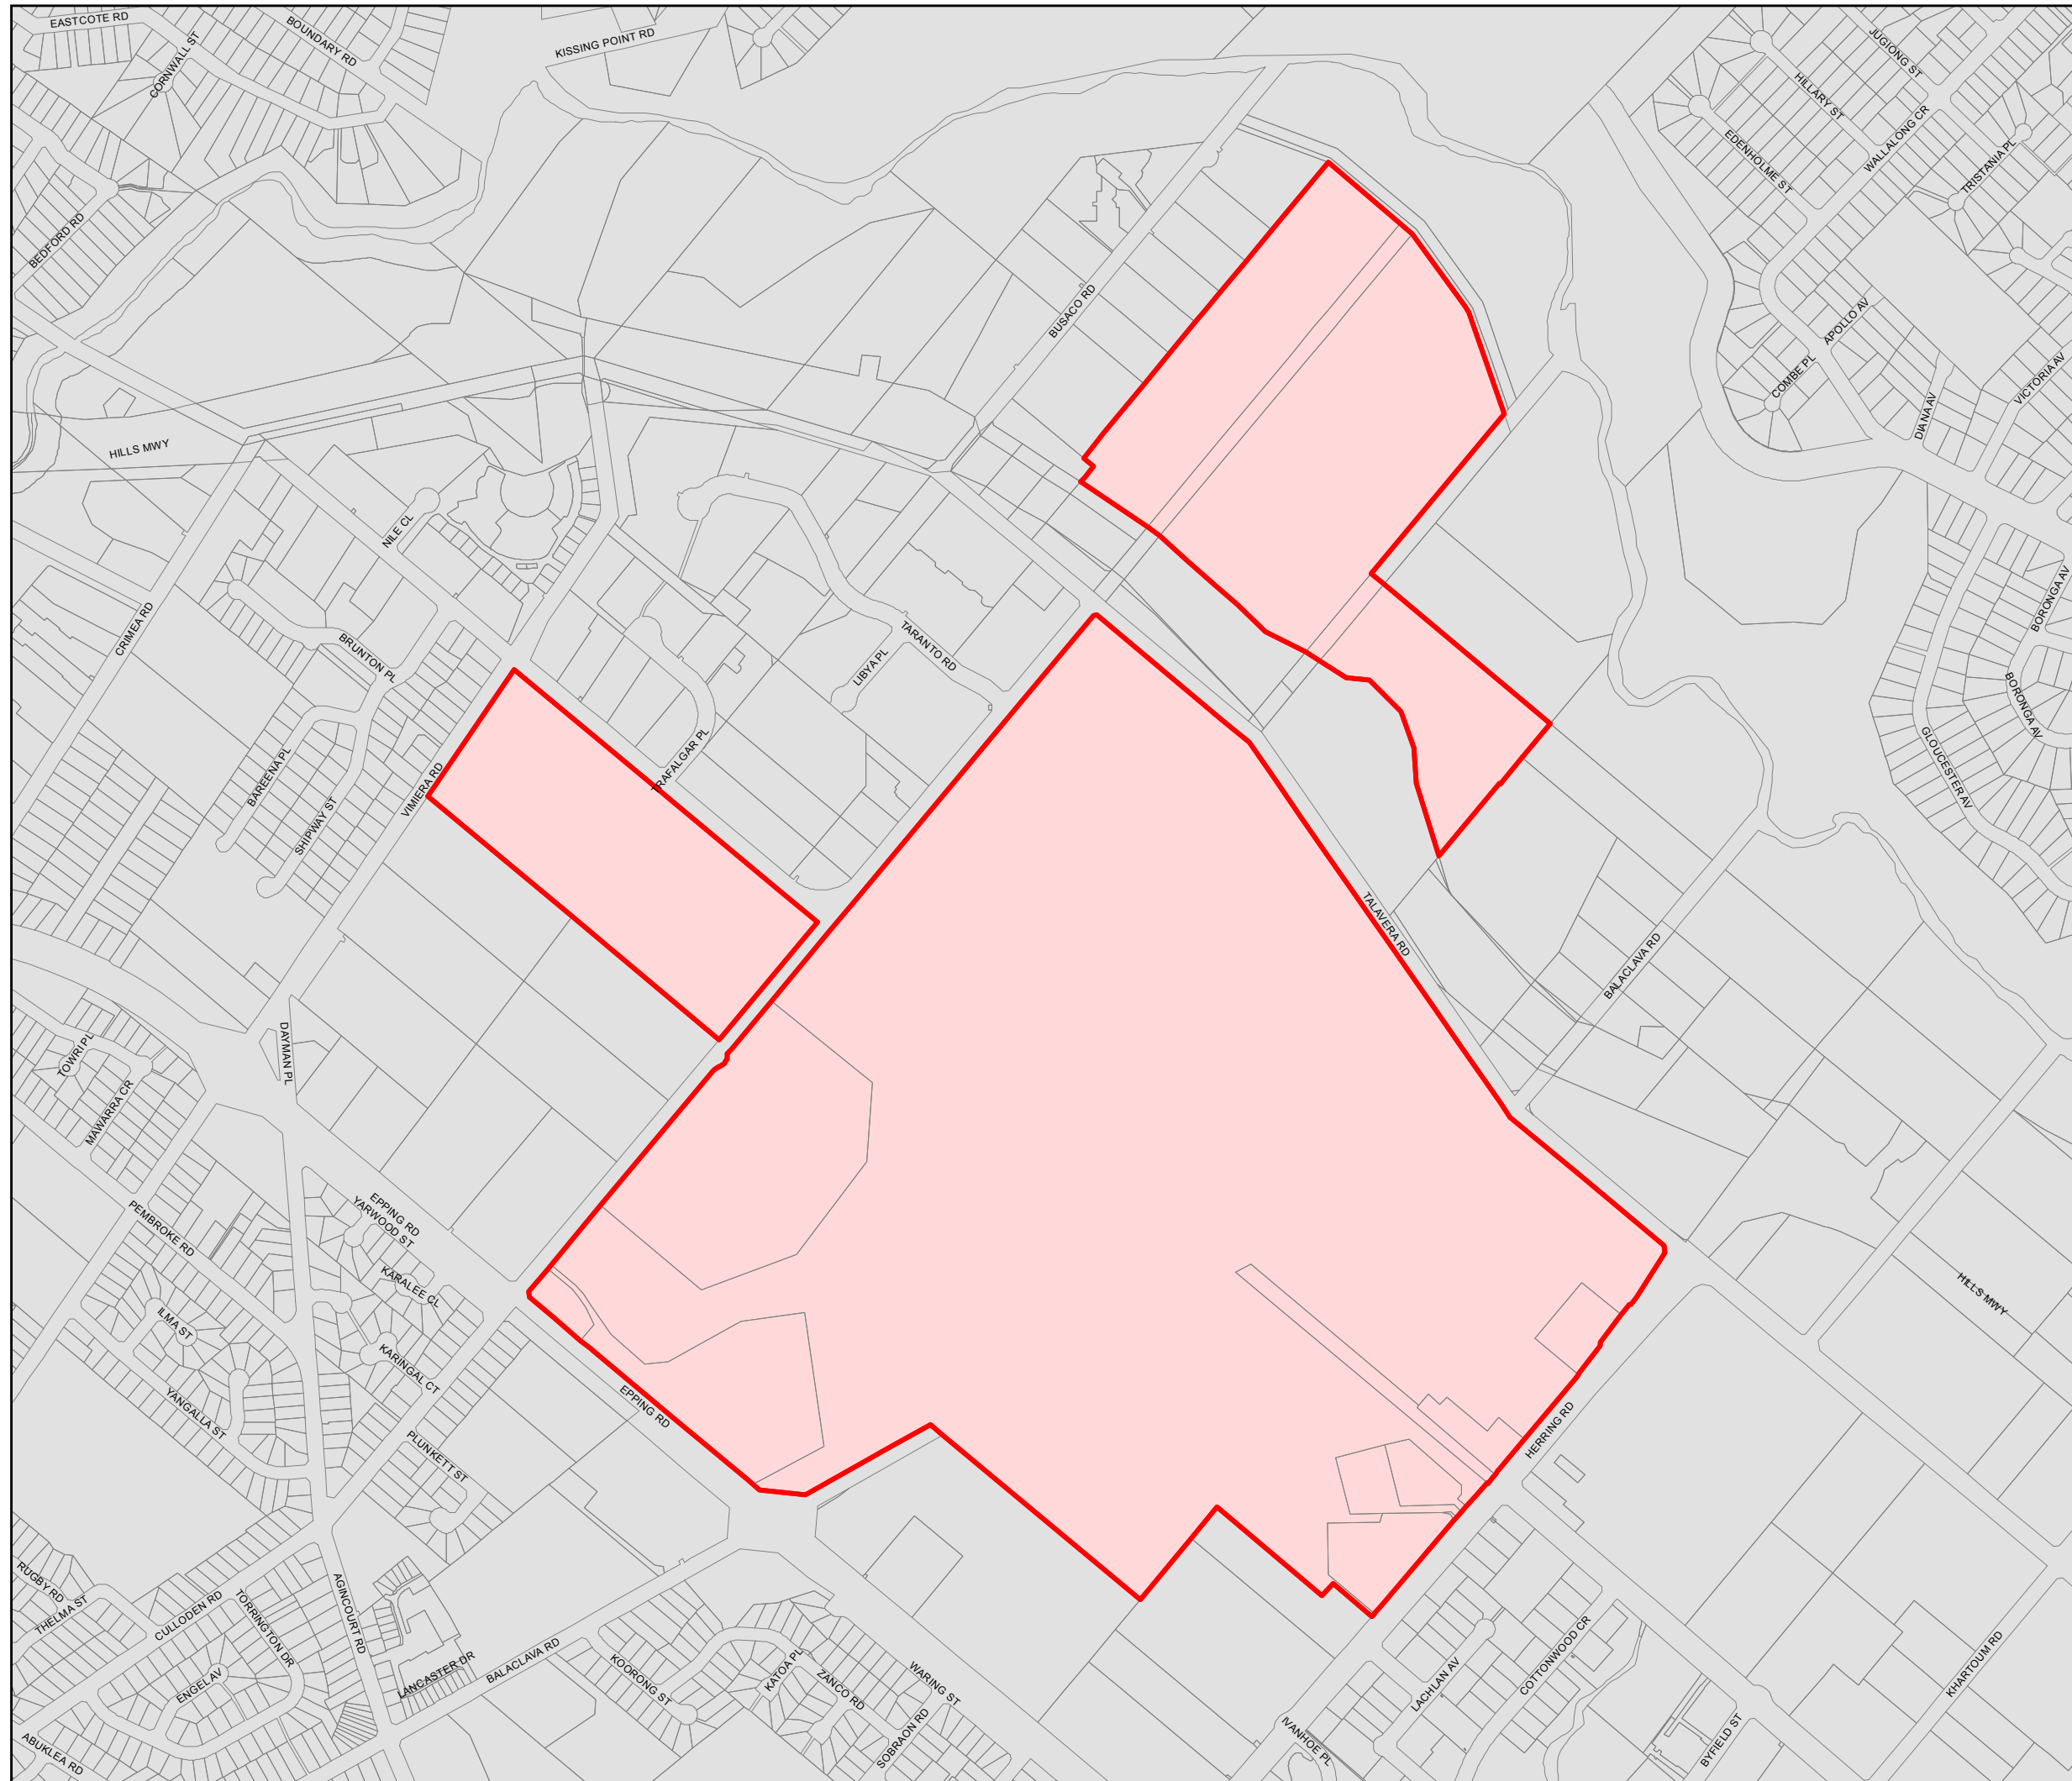 EASTCOTE RD
CORNWALL ST
BOUNDARY RD
KISSING POINT RD
JUGIONG ST
HILLARY ST
WALLALONG CR
EDENHOLME ST
TRISTANIA PL
BEDFORD RD
BUSACO RD
APOLLO AV
COMBE PL
VICTORIA AV
DIANA AV
HILLS MWY
NILE CL
CRIMEA RD
BRUNTON PL
TARANTO RD
LIBYA PL
BORONGA AV
BORONGA AV
GLOUCESTER AV
BAREENA PL
SHIPWAY ST
VIMIERA RD
TRAFALGAR PL
TALAVERA RD
BALACLAVA RD
DAYMAN PL
TOWRI PL
MAWARRA CR
PEMBROKE RD
EPPING RD
YARWOOD ST
KARALEE CL
ILMA ST
KARINGAL CT
YANGALLA ST
EPPING RD
PLUNKETT ST
HILLS MWY
HERRING RD
RUGBY RD
THELMA ST
CULLODEN RD
TORRINGTON DR
AGINCOURT RD
ENGEL AV
LANCASTER DR
BALACLAVA RD
KOORONG ST
KATOA PL
ZANCO RD
WARING ST
SOBRAON RD
ABUKLEA RD
LACHLAN AV
COTTONWOOD CR
IVANHOE PL
BYFIELD ST
KHARTOUM RD